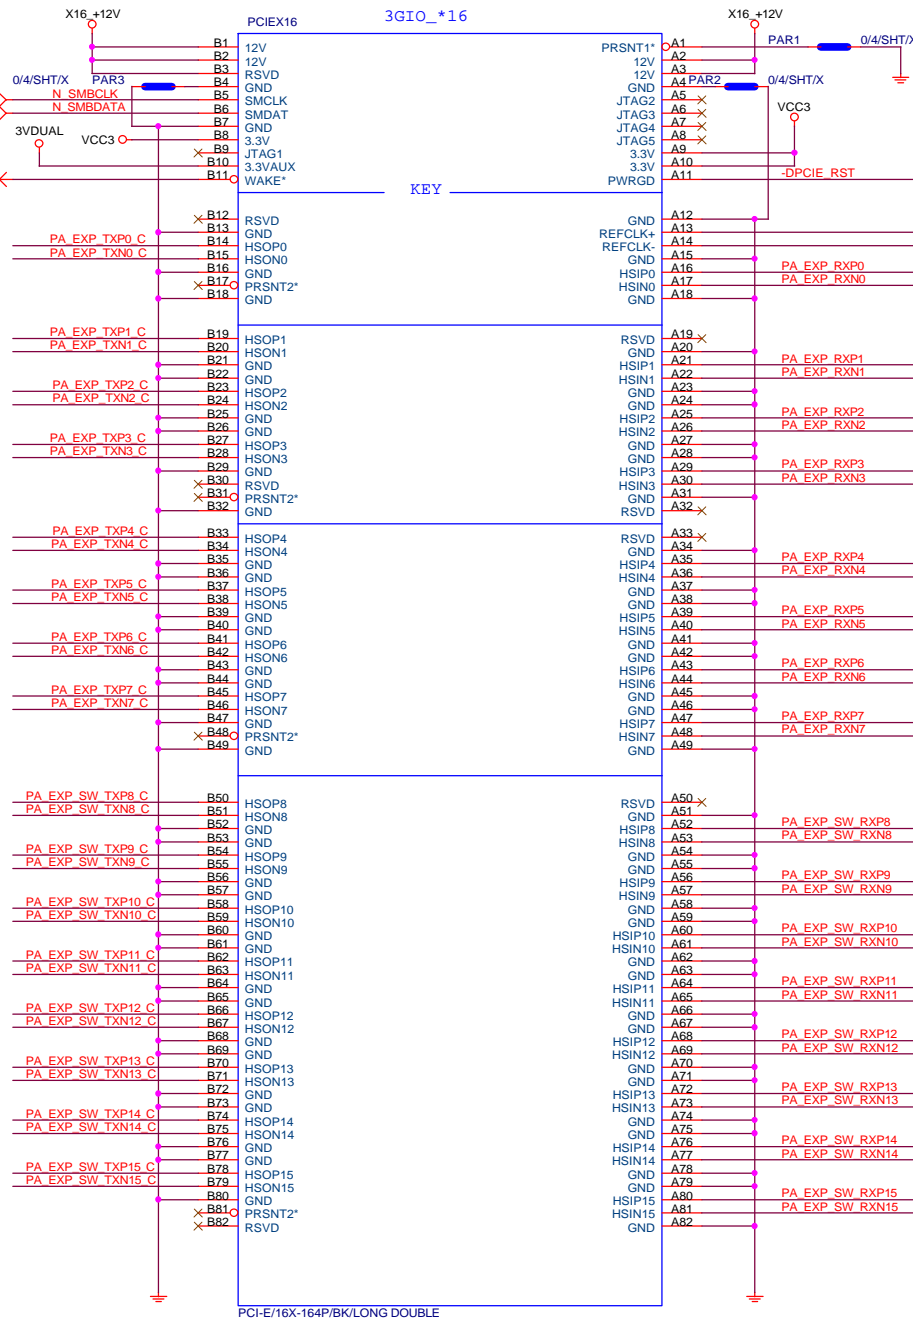 X16_+12V 3GIO_*16 X16_+12V
PCIEX16
B1 12V PRSNT1* A1 PAR1 0/4/SHT/X
B2 12V 12V A2
B3 RSVD 12V A3
0/4/SHT/X PAR3 B4 GND GND A4 PAR2 0/4/SHT/X
N_SMBCLK B5 SMCLK JTAG2 A5
N_SMBDATA B6 SMDAT JTAG3 A6 VCC3
3VDUAL B7 GND JTAG4 A7
VCC3 B8 3.3V JTAG5 A8
B9 JTAG1 3.3V A9
B10 3.3VAUX 3.3V A10
B11 WAKE* PWRGD A11 -DPCIE_RST
KEY
B12 RSVD GND A12
B13 GND REFCLK+ A13
PA_EXP_TXP0_C B14 HSOP0 REFCLK- A14
PA_EXP_TXN0_C B15 HSON0 GND A15
B16 GND HSIP0 A16 PA_EXP_RXP0
B17 PRSNT2* HSIN0 A17 PA_EXP_RXN0
B18 GND GND A18
PA_EXP_TXP1_C B19 HSOP1 RSVD A19
PA_EXP_TXN1_C B20 HSON1 GND A20
B21 GND HSIP1 A21 PA_EXP_RXP1
B22 GND HSIN1 A22 PA_EXP_RXN1
PA_EXP_TXP2_C B23 HSOP2 GND A23
PA_EXP_TXN2_C B24 HSON2 GND A24
B25 GND HSIP2 A25 PA_EXP_RXP2
B26 GND HSIN2 A26 PA_EXP_RXN2
PA_EXP_TXP3_C B27 HSOP3 GND A27
PA_EXP_TXN3_C B28 HSON3 GND A28
B29 GND HSIP3 A29 PA_EXP_RXP3
B30 RSVD HSIN3 A30 PA_EXP_RXN3
B31 PRSNT2* GND A31
B32 GND RSVD A32
PA_EXP_TXP4_C B33 HSOP4 RSVD A33
PA_EXP_TXN4_C B34 HSON4 GND A34
B35 GND HSIP4 A35 PA_EXP_RXP4
B36 GND HSIN4 A36 PA_EXP_RXN4
PA_EXP_TXP5_C B37 HSOP5 GND A37
PA_EXP_TXN5_C B38 HSON5 GND A38
B39 GND HSIP5 A39 PA_EXP_RXP5
B40 GND HSIN5 A40 PA_EXP_RXN5
PA_EXP_TXP6_C B41 HSOP6 GND A41
PA_EXP_TXN6_C B42 HSON6 GND A42
B43 GND HSIP6 A43 PA_EXP_RXP6
B44 GND HSIN6 A44 PA_EXP_RXN6
PA_EXP_TXP7_C B45 HSOP7 GND A45
PA_EXP_TXN7_C B46 HSON7 GND A46
B47 GND HSIP7 A47 PA_EXP_RXP7
B48 PRSNT2* HSIN7 A48 PA_EXP_RXN7
B49 GND GND A49
PA_EXP_SW_TXP8_C B50 HSOP8 RSVD A50
PA_EXP_SW_TXN8_C B51 HSON8 GND A51
B52 GND HSIP8 A52 PA_EXP_SW_RXP8
B53 GND HSIN8 A53 PA_EXP_SW_RXN8
PA_EXP_SW_TXP9_C B54 HSOP9 GND A54
PA_EXP_SW_TXN9_C B55 HSON9 GND A55
B56 GND HSIP9 A56 PA_EXP_SW_RXP9
B57 GND HSIN9 A57 PA_EXP_SW_RXN9
PA_EXP_SW_TXP10_C B58 HSOP10 GND A58
PA_EXP_SW_TXN10_C B59 HSON10 GND A59
B60 GND HSIP10 A60 PA_EXP_SW_RXP10
B61 GND HSIN10 A61 PA_EXP_SW_RXN10
PA_EXP_SW_TXP11_C B62 HSOP11 GND A62
PA_EXP_SW_TXN11_C B63 HSON11 GND A63
B64 GND HSIP11 A64 PA_EXP_SW_RXP11
B65 GND HSIN11 A65 PA_EXP_SW_RXN11
PA_EXP_SW_TXP12_C B66 HSOP12 GND A66
PA_EXP_SW_TXN12_C B67 HSON12 GND A67
B68 GND HSIP12 A68 PA_EXP_SW_RXP12
B69 GND HSIN12 A69 PA_EXP_SW_RXN12
PA_EXP_SW_TXP13_C B70 HSOP13 GND A70
PA_EXP_SW_TXN13_C B71 HSON13 GND A71
B72 GND HSIP13 A72 PA_EXP_SW_RXP13
B73 GND HSIN13 A73 PA_EXP_SW_RXN13
PA_EXP_SW_TXP14_C B74 HSOP14 GND A74
PA_EXP_SW_TXN14_C B75 HSON14 GND A75
B76 GND HSIP14 A76 PA_EXP_SW_RXP14
B77 GND HSIN14 A77 PA_EXP_SW_RXN14
PA_EXP_SW_TXP15_C B78 HSOP15 GND A78
PA_EXP_SW_TXN15_C B79 HSON15 GND A79
B80 GND HSIP15 A80 PA_EXP_SW_RXP15
B81 PRSNT2* HSIN15 A81 PA_EXP_SW_RXN15
B82 RSVD GND A82
PCI-E/16X-164P/BK/LONG DOUBLE